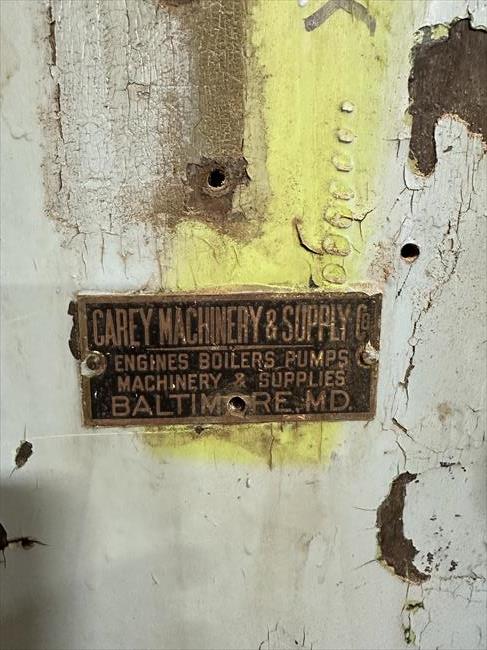 CAREY MACHINERY & SUPPLY Co
ENGINES BOILERS PUMPS
MACHINERY & SUPPLIES
BALTIMORE, MD.